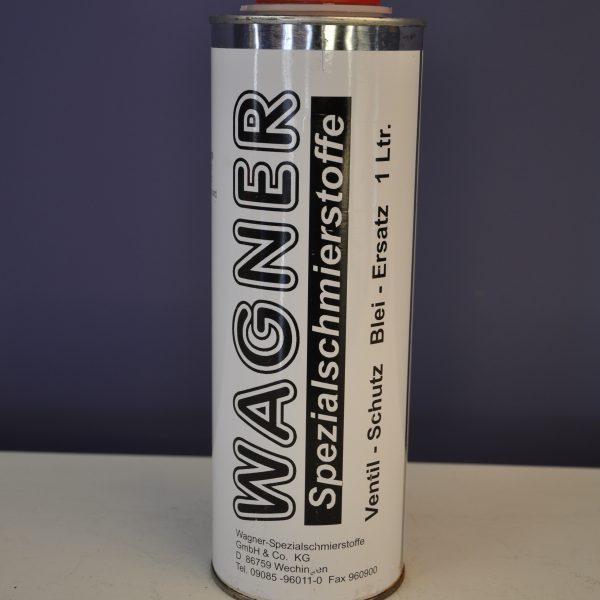 WAGNER
Spezialschmierstoffe
Ventil - Schutz Blei - Ersatz 1 Ltr.
Wagner-Spezialschmierstoffe
GmbH & Co. KG
D 86759 Wechingen
Tel. 09085 -96011-0 Fax 960900